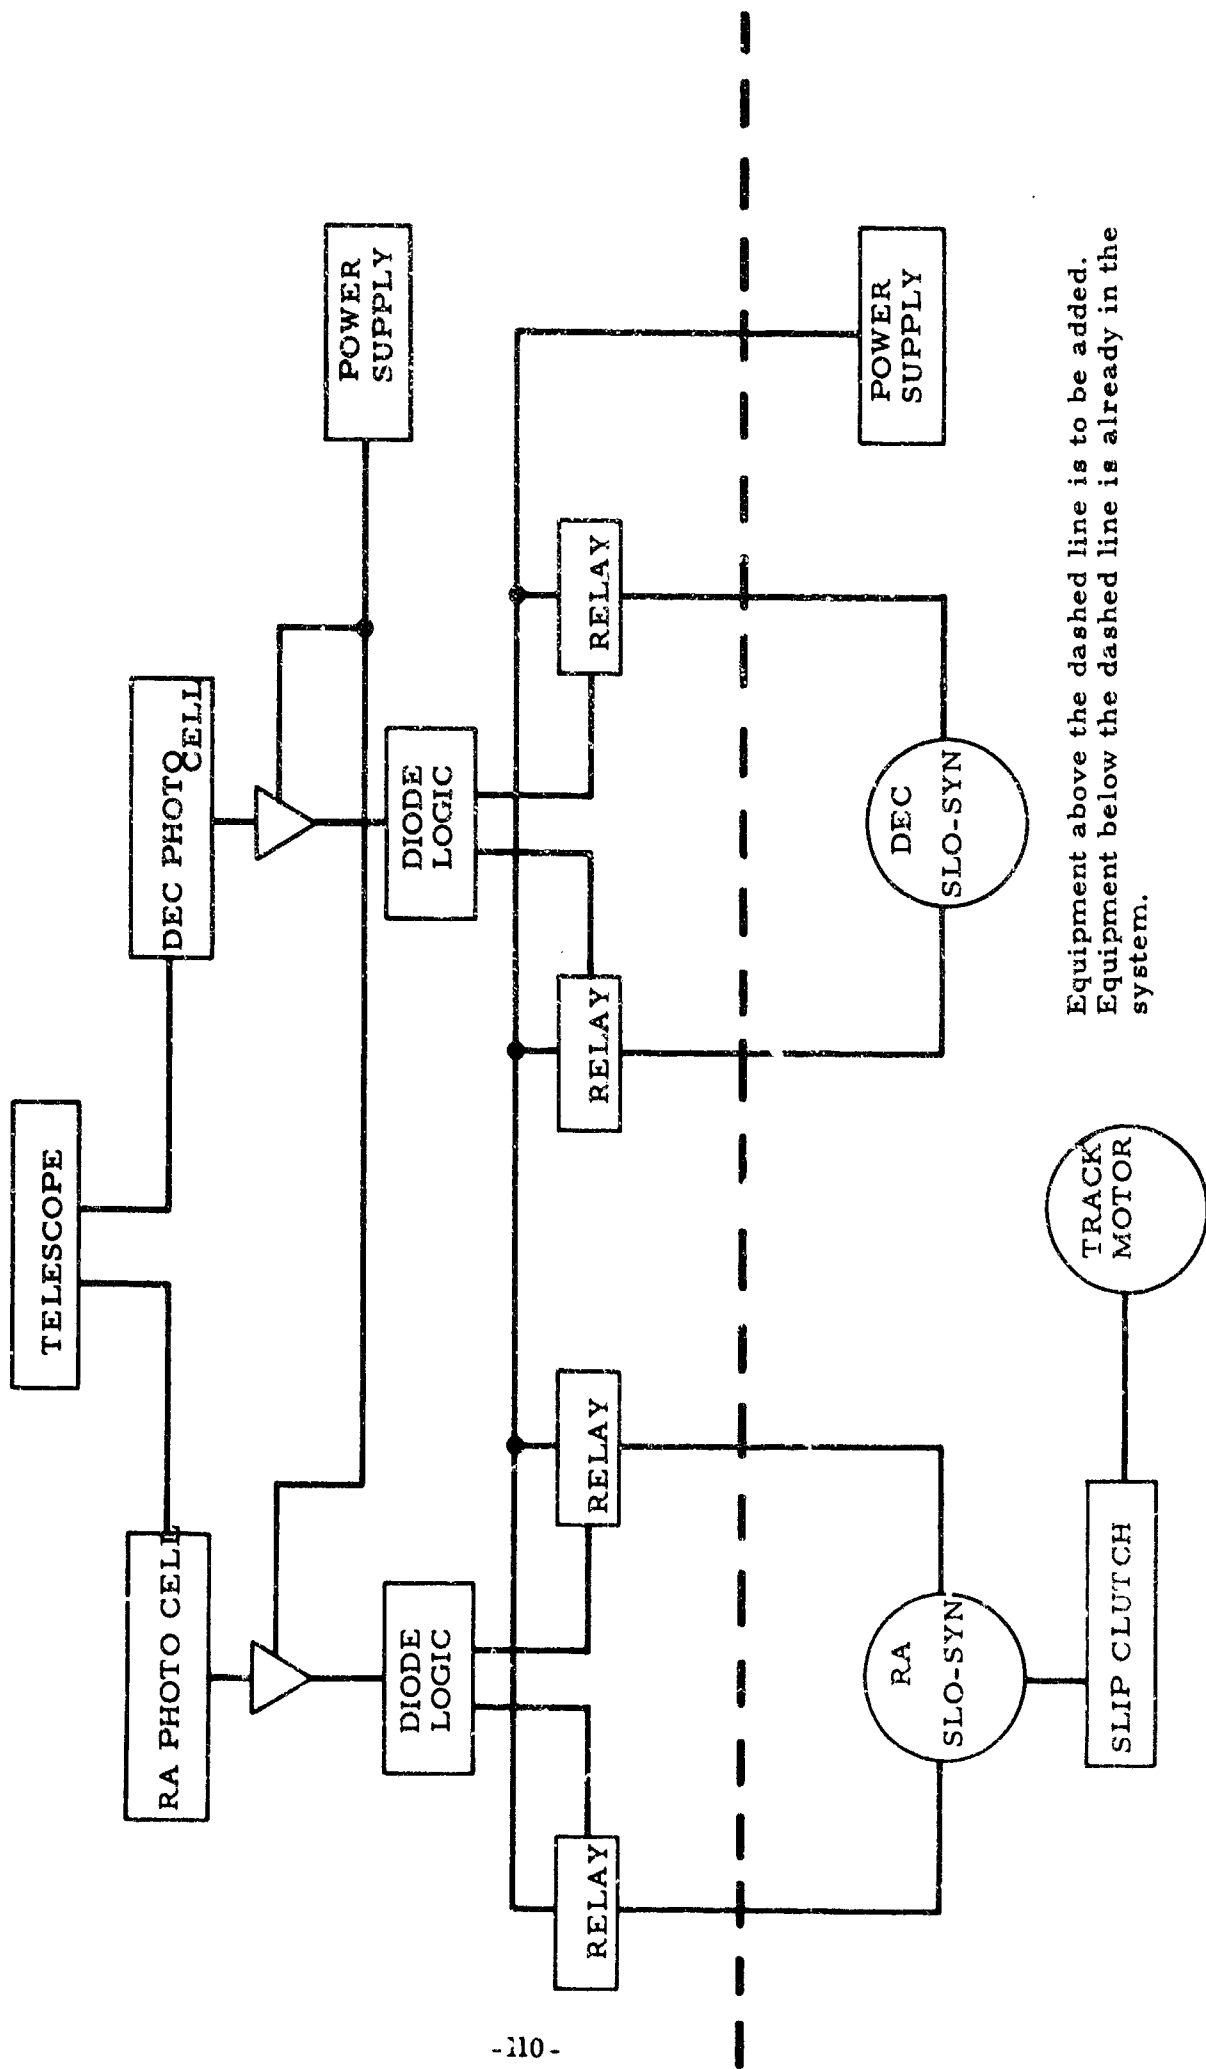 TELESCOPE
RA PHOTO CELL
DEC PHOTO
CELL
POWER
SUPPLY
DIODE
LOGIC
DIODE
LOGIC
RELAY
RELAY
RELAY
RELAY
RA
SLO-SYN
DEC
SLO-SYN
POWER
SUPPLY
SLIP CLUTCH
TRACK
MOTOR
Equipment above the dashed line is to be added.
Equipment below the dashed line is already in the
system.
-110-